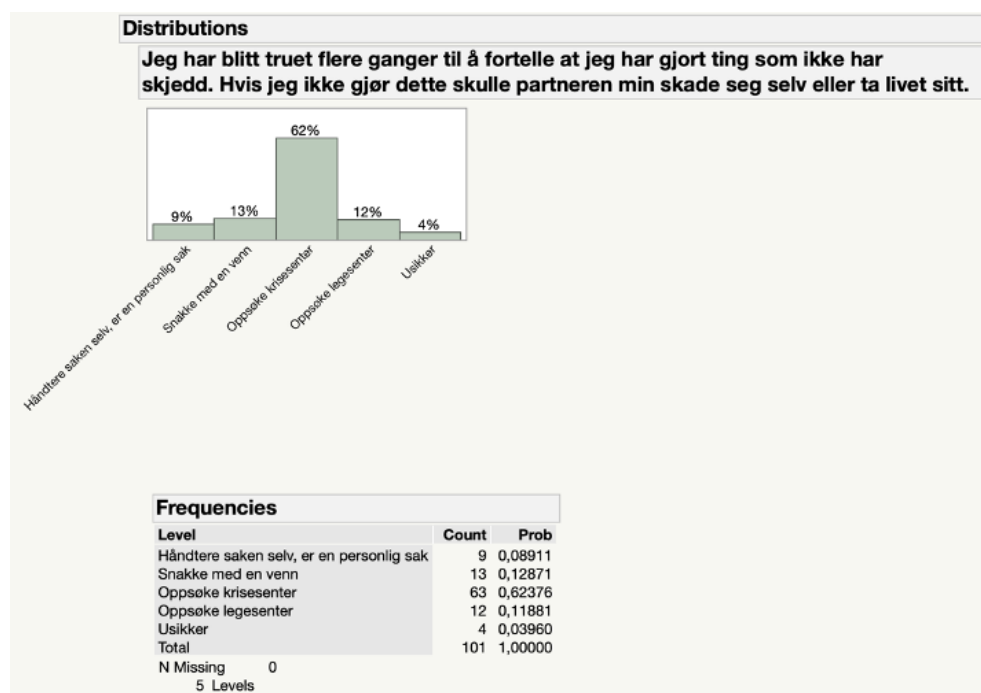 Distributions
Jeg har blitt truet flere ganger til å fortelle at jeg har gjort ting som ikke har
skjedd. Hvis jeg ikke gjør dette skulle partneren min skade seg selv eller ta livet sitt.
9%
13%
62%
12%
4%
Håndtere saken selv, er en personlig sak
Snakke med en venn
Oppsøke krisesenter
Oppsøke legesenter
Usikker
Frequencies
Level Count Prob
Håndtere saken selv, er en personlig sak 9 0,08911
Snakke med en venn 13 0,12871
Oppsøke krisesenter 63 0,62376
Oppsøke legesenter 12 0,11881
Usikker 4 0,03960
Total 101 1,00000
N Missing 0
5 Levels